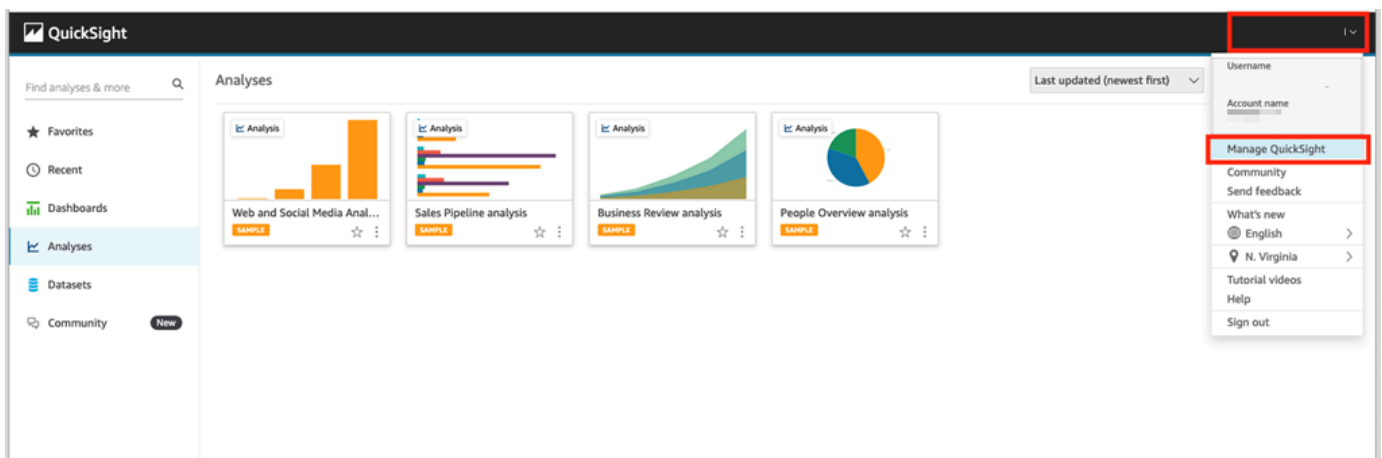 QuickSight
Find analyses & more
Favorites
Recent
Dashboards
Analyses
Datasets
Community New
Analyses
Last updated (newest first)
Analysis
Web and Social Media Anal...
SAMPLE
Analysis
Sales Pipeline analysis
SAMPLE
Analysis
Business Review analysis
SAMPLE
Analysis
People Overview analysis
SAMPLE
Username
Account name
Manage QuickSight
Community
Send feedback
What's new
English
N. Virginia
Tutorial videos
Help
Sign out